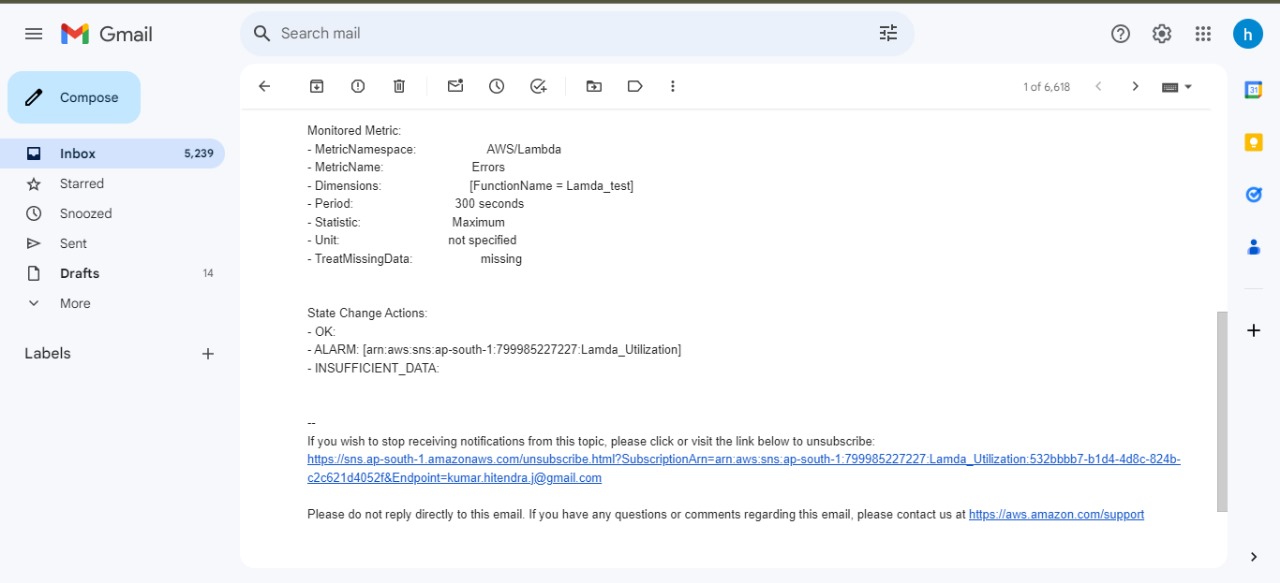 Gmail
Search mail
h
Compose
1 of 6,618
31
Inbox 5,239
Starred
Snoozed
Sent
Drafts 14
More
Labels
Monitored Metric:
- MetricNamespace: AWS/Lambda
- MetricName: Errors
- Dimensions: [FunctionName = Lamda_test]
- Period: 300 seconds
- Statistic: Maximum
- Unit: not specified
- TreatMissingData: missing
State Change Actions:
- OK:
- ALARM: [arn:aws:sns:ap-south-1:799985227227:Lamda_Utilization]
- INSUFFICIENT_DATA:
--
If you wish to stop receiving notifications from this topic, please click or visit the link below to unsubscribe:
https://sns.ap-south-1.amazonaws.com/unsubscribe.html?SubscriptionArn=arn:aws:sns:ap-south-1:799985227227:Lamda_Utilization:532bbbb7-b1d4-4d8c-824b-
c2c621d4052f&Endpoint=kumar.hitendra.j@gmail.com
Please do not reply directly to this email. If you have any questions or comments regarding this email, please contact us at https://aws.amazon.com/support